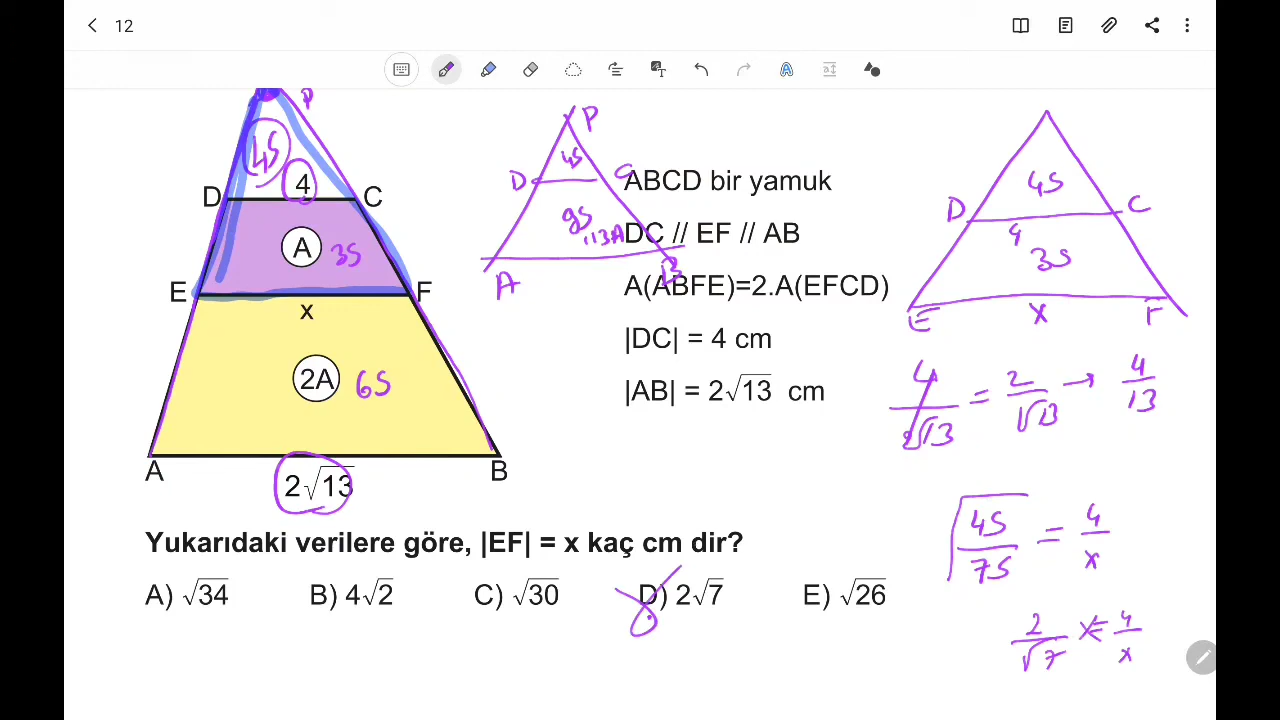 12
P
4S
4
D
C
A
3S
E
F
x
2A
6S
A
B
2√13
P
4S
D
C
9S
13A
A
B
ABCD bir yamuk
DC // EF // AB
A(ABFE)=2.A(EFCD)
|DC| = 4 cm
|AB| = 2√13 cm
4S
D
C
4
3S
E
x
F
4/2√13 = 2/√13 → 4/13
√4S/7S = 4/x
2/√7 = 4/x
Yukarıdaki verilere göre, |EF| = x kaç cm dir?
A) √34 B) 4√2 C) √30 D) 2√7 E) √26